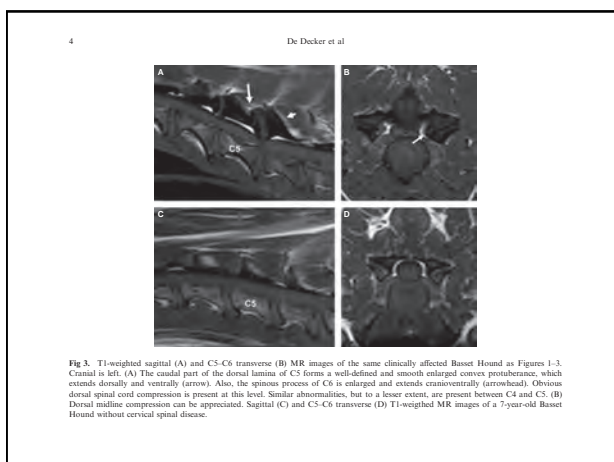 4
De Decker et al
A
B
C5
C
D
C5
Fig 3. T1-weighted sagittal (A) and C5–C6 transverse (B) MR images of the same clinically affected Basset Hound as Figures 1–3.
Cranial is left. (A) The caudal part of the dorsal lamina of C5 forms a well-defined and smooth enlarged convex protuberance, which
extends dorsally and ventrally (arrow). Also, the spinous process of C6 is enlarged and extends cranioventrally (arrowhead). Obvious
dorsal spinal cord compression is present at this level. Similar abnormalities, but to a lesser extent, are present between C4 and C5. (B)
Dorsal midline compression can be appreciated. Sagittal (C) and C5–C6 transverse (D) T1-weigthed MR images of a 7-year-old Basset
Hound without cervical spinal disease.